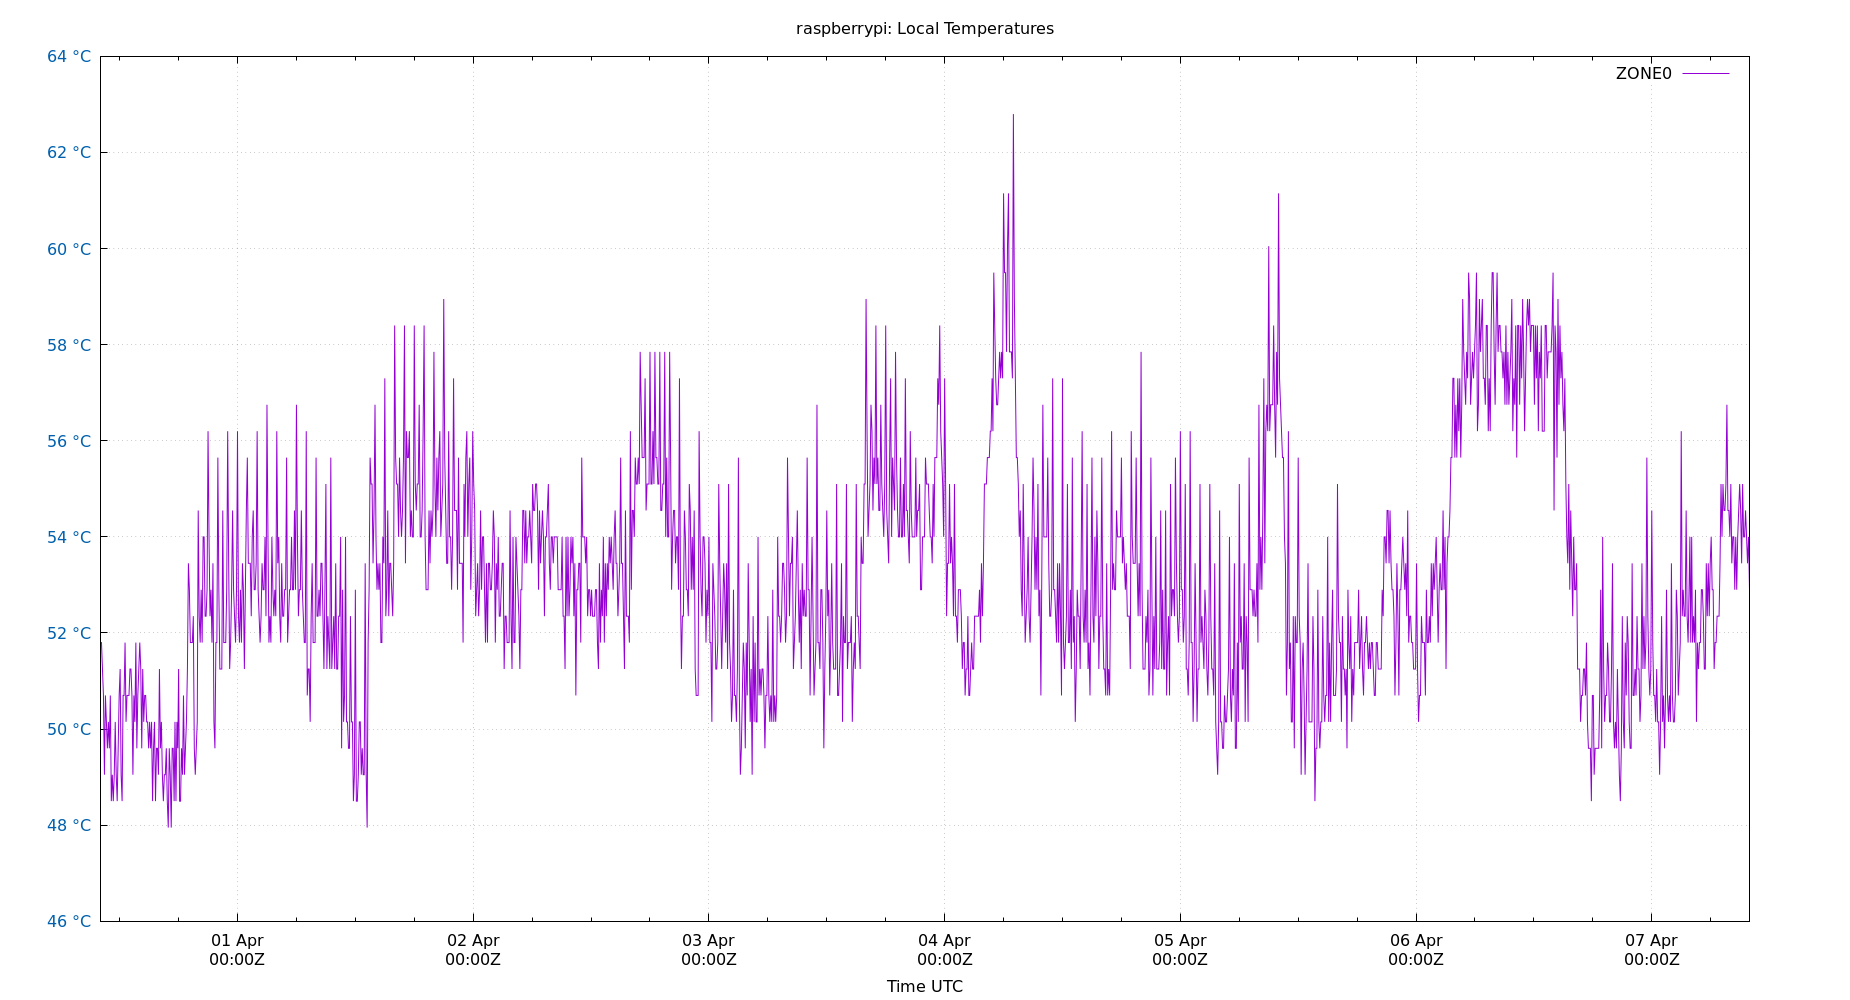 raspberrypi: Local Temperatures
64 °C
ZONE0
62 °C
60 °C
58 °C
56 °C
54 °C
52 °C
50 °C
48 °C
46 °C
01 Apr 02 Apr 03 Apr 04 Apr 05 Apr 06 Apr 07 Apr
00:00Z 00:00Z 00:00Z 00:00Z 00:00Z 00:00Z 00:00Z
Time UTC